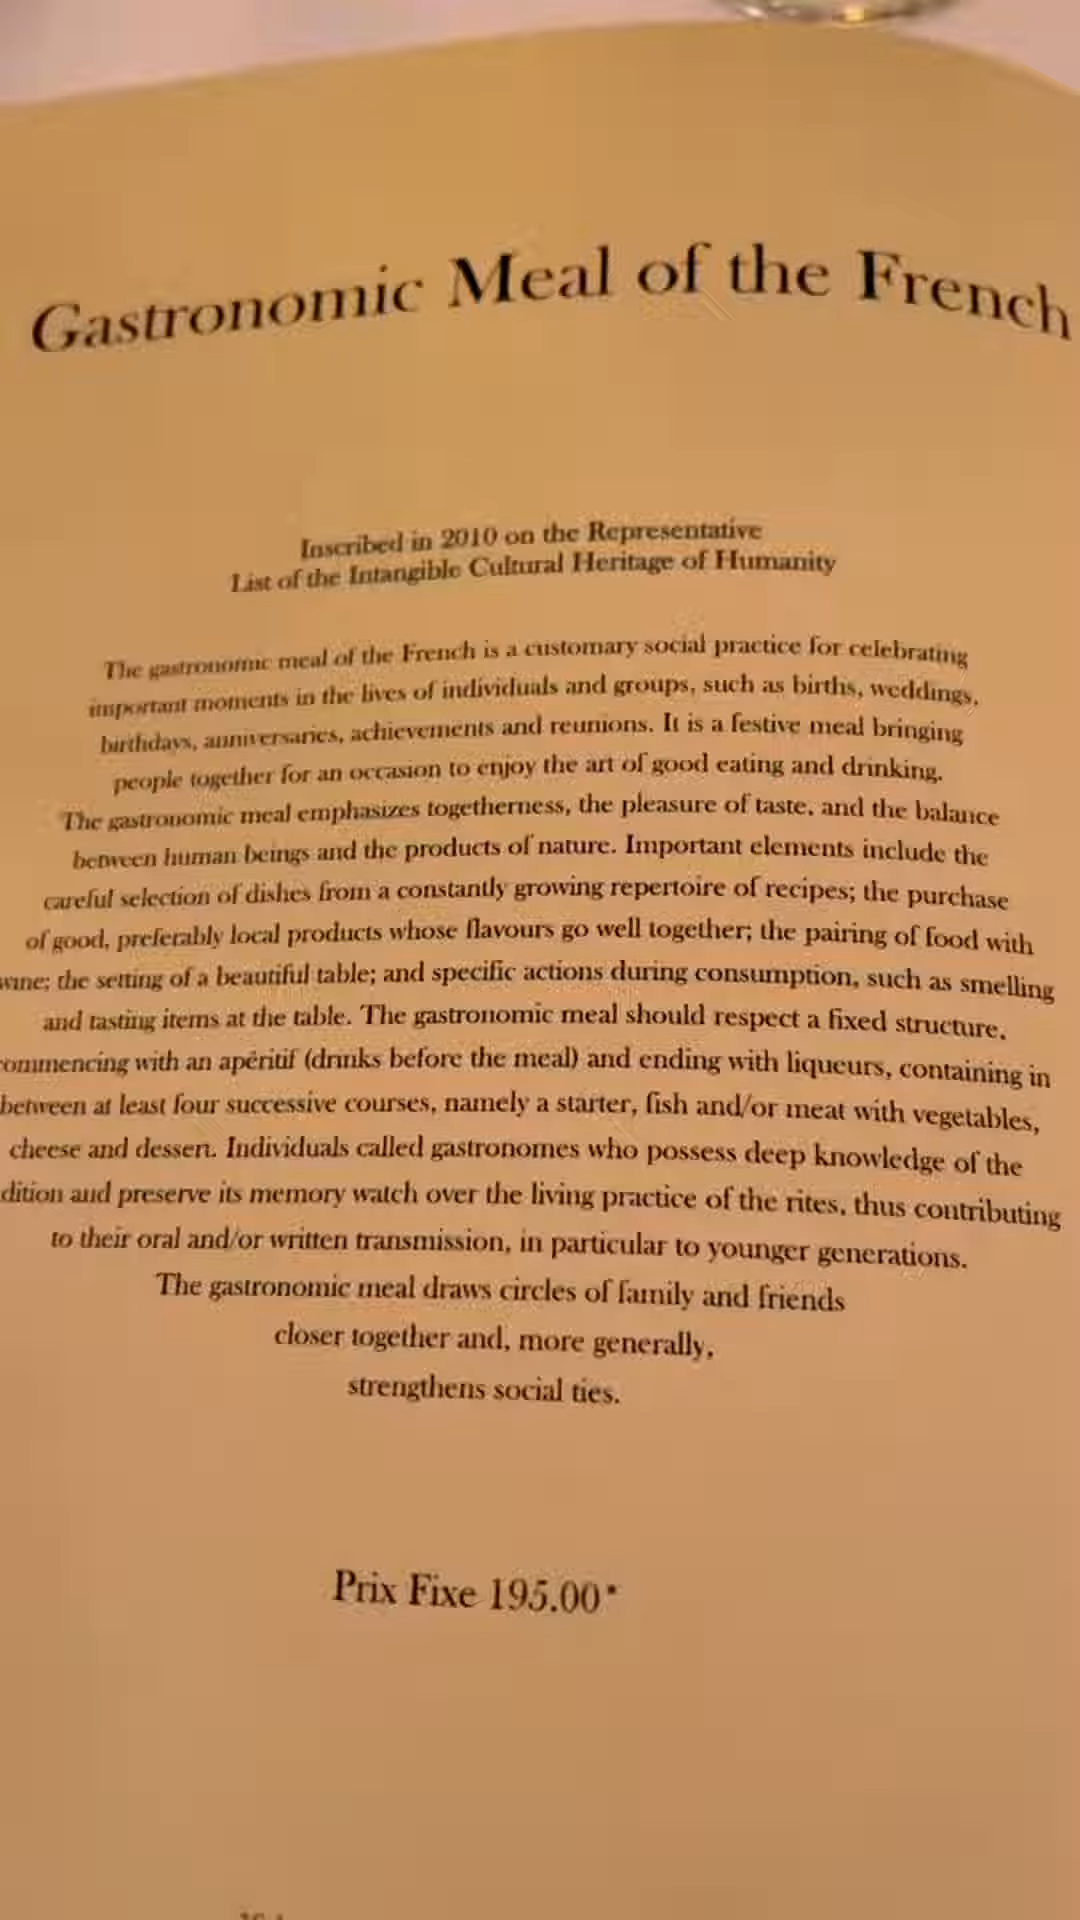 Gastronomic Meal of the French
Inscribed in 2010 on the Representative
List of the Intangible Cultural Heritage of Humanity
The gastronomic meal of the French is a customary social practice for celebrating
important moments in the lives of individuals and groups, such as births, weddings,
birthdays, anniversaries, achievements and reunions. It is a festive meal bringing
people together for an occasion to enjoy the art of good eating and drinking.
The gastronomic meal emphasizes togetherness, the pleasure of taste, and the balance
between human beings and the products of nature. Important elements include the
careful selection of dishes from a constantly growing repertoire of recipes; the purchase
of good, preferably local products whose flavours go well together; the pairing of food with
wine; the setting of a beautiful table; and specific actions during consumption, such as smelling
and tasting items at the table. The gastronomic meal should respect a fixed structure,
ommencing with an apéritif (drinks before the meal) and ending with liqueurs, containing in
between at least four successive courses, namely a starter, fish and/or meat with vegetables,
cheese and dessert. Individuals called gastronomes who possess deep knowledge of the
dition and preserve its memory watch over the living practice of the rites, thus contributing
to their oral and/or written transmission, in particular to younger generations.
The gastronomic meal draws circles of family and friends
closer together and, more generally,
strengthens social ties.
Prix Fixe 195.00*